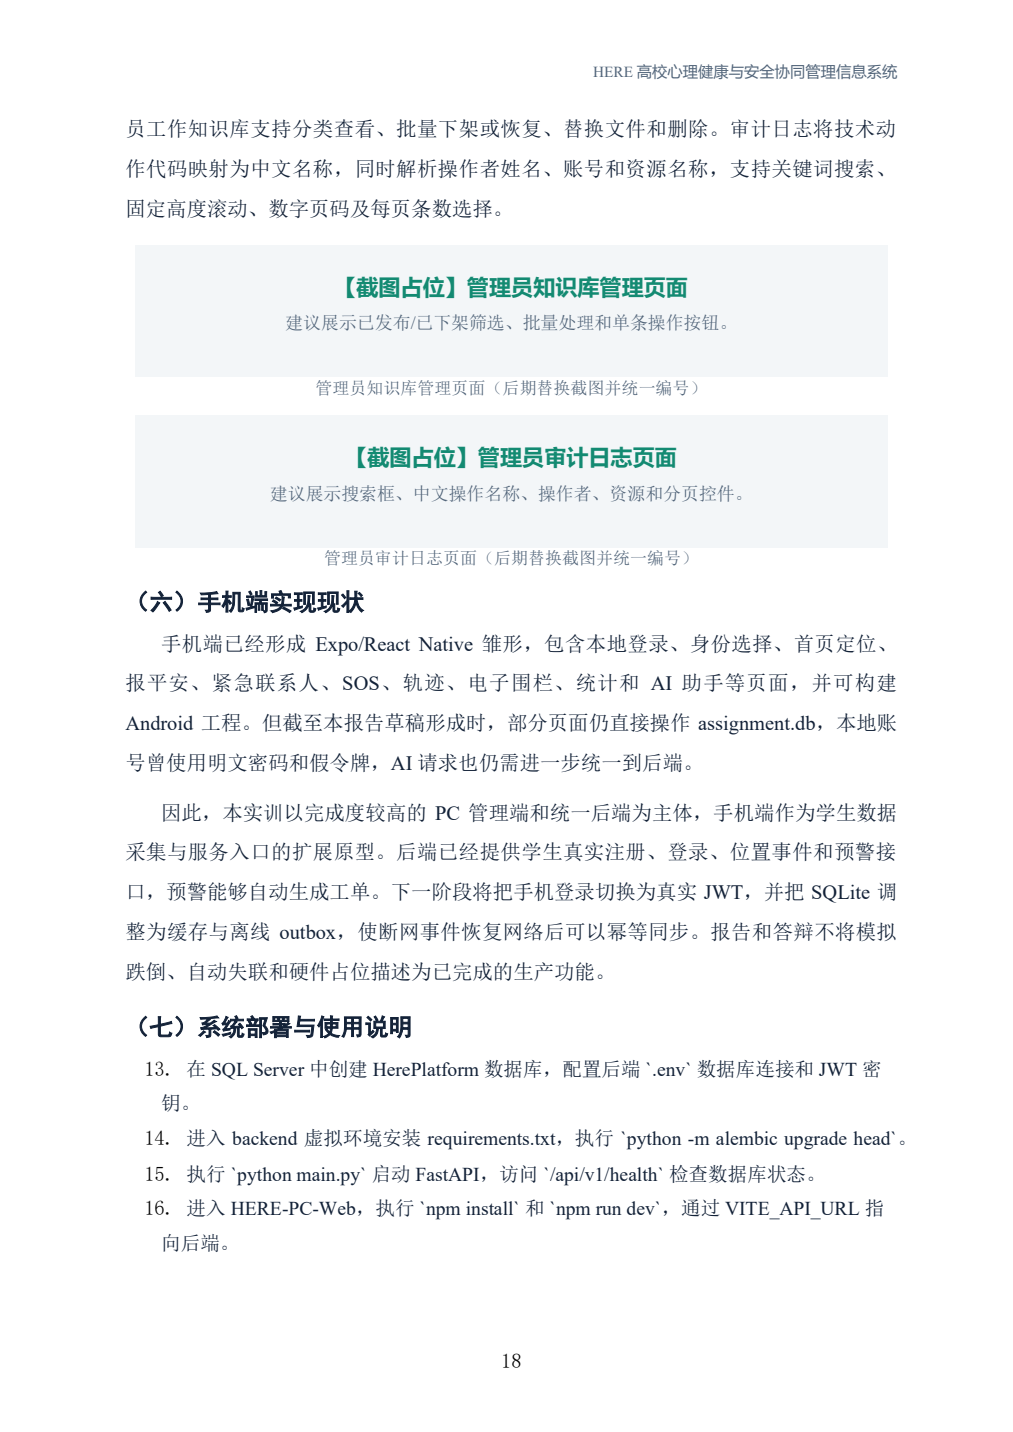 HERE 高校心理健康与安全协同管理信息系统
员工作知识库支持分类查看、批量下架或恢复、替换文件和删除。审计日志将技术动
作代码映射为中文名称，同时解析操作者姓名、账号和资源名称，支持关键词搜索、
固定高度滚动、数字页码及每页条数选择。
【截图占位】管理员知识库管理页面
建议展示已发布/已下架筛选、批量处理和单条操作按钮。
管理员知识库管理页面（后期替换截图并统一编号）
【截图占位】管理员审计日志页面
建议展示搜索框、中文操作名称、操作者、资源和分页控件。
管理员审计日志页面（后期替换截图并统一编号）
（六）手机端实现现状
手机端已经形成 Expo/React Native 雏形，包含本地登录、身份选择、首页定位、
报平安、紧急联系人、SOS、轨迹、电子围栏、统计和 AI 助手等页面，并可构建
Android 工程。但截至本报告草稿形成时，部分页面仍直接操作 assignment.db，本地账
号曾使用明文密码和假令牌，AI 请求也仍需进一步统一到后端。
因此，本实训以完成度较高的 PC 管理端和统一后端为主体，手机端作为学生数据
采集与服务入口的扩展原型。后端已经提供学生真实注册、登录、位置事件和预警接
口，预警能够自动生成工单。下一阶段将把手机登录切换为真实 JWT，并把 SQLite 调
整为缓存与离线 outbox，使断网事件恢复网络后可以幂等同步。报告和答辩不将模拟
跌倒、自动失联和硬件占位描述为已完成的生产功能。
（七）系统部署与使用说明
13. 在 SQL Server 中创建 HerePlatform 数据库，配置后端 `.env` 数据库连接和 JWT 密
钥。
14. 进入 backend 虚拟环境安装 requirements.txt，执行 `python -m alembic upgrade head`。
15. 执行 `python main.py` 启动 FastAPI，访问 `/api/v1/health` 检查数据库状态。
16. 进入 HERE-PC-Web，执行 `npm install` 和 `npm run dev`，通过 VITE_API_URL 指
向后端。
18